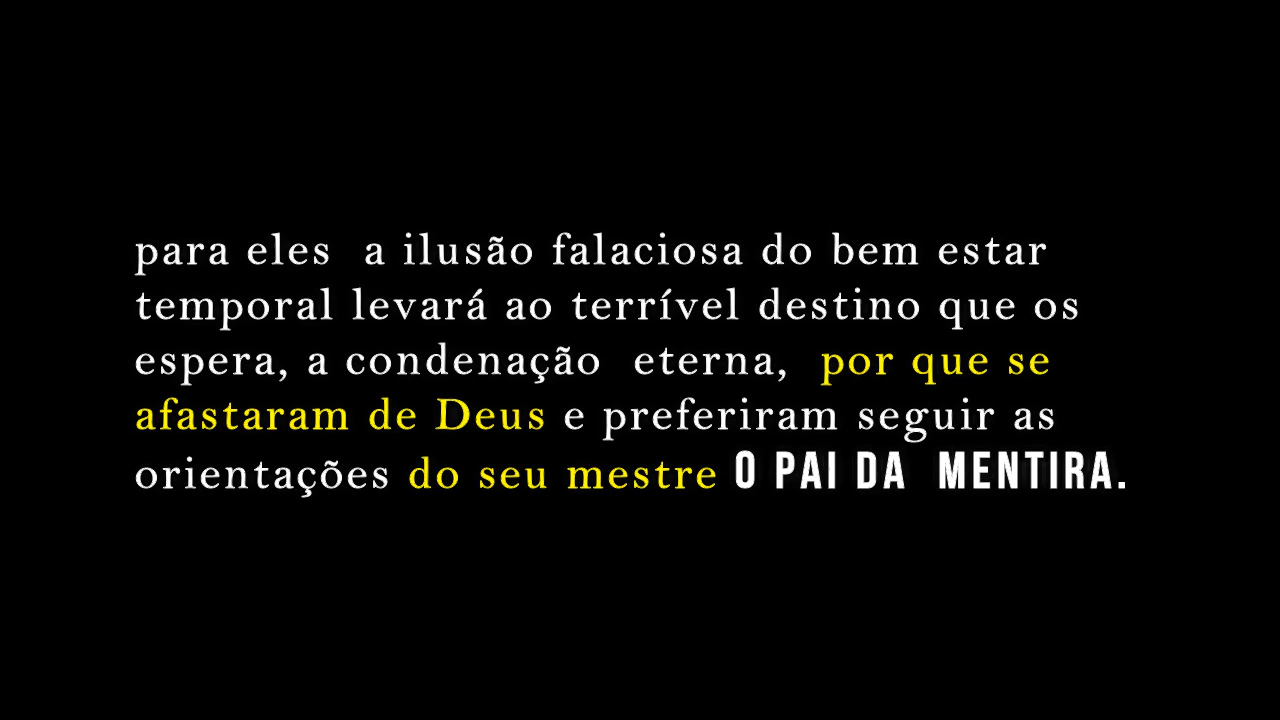 para eles  a ilusão falaciosa do bem estar
temporal levará ao terrível destino que os
espera, a condenação  eterna,  por que se
afastaram de Deus e preferiram seguir as
orientações do seu mestre O PAI DA  MENTIRA.